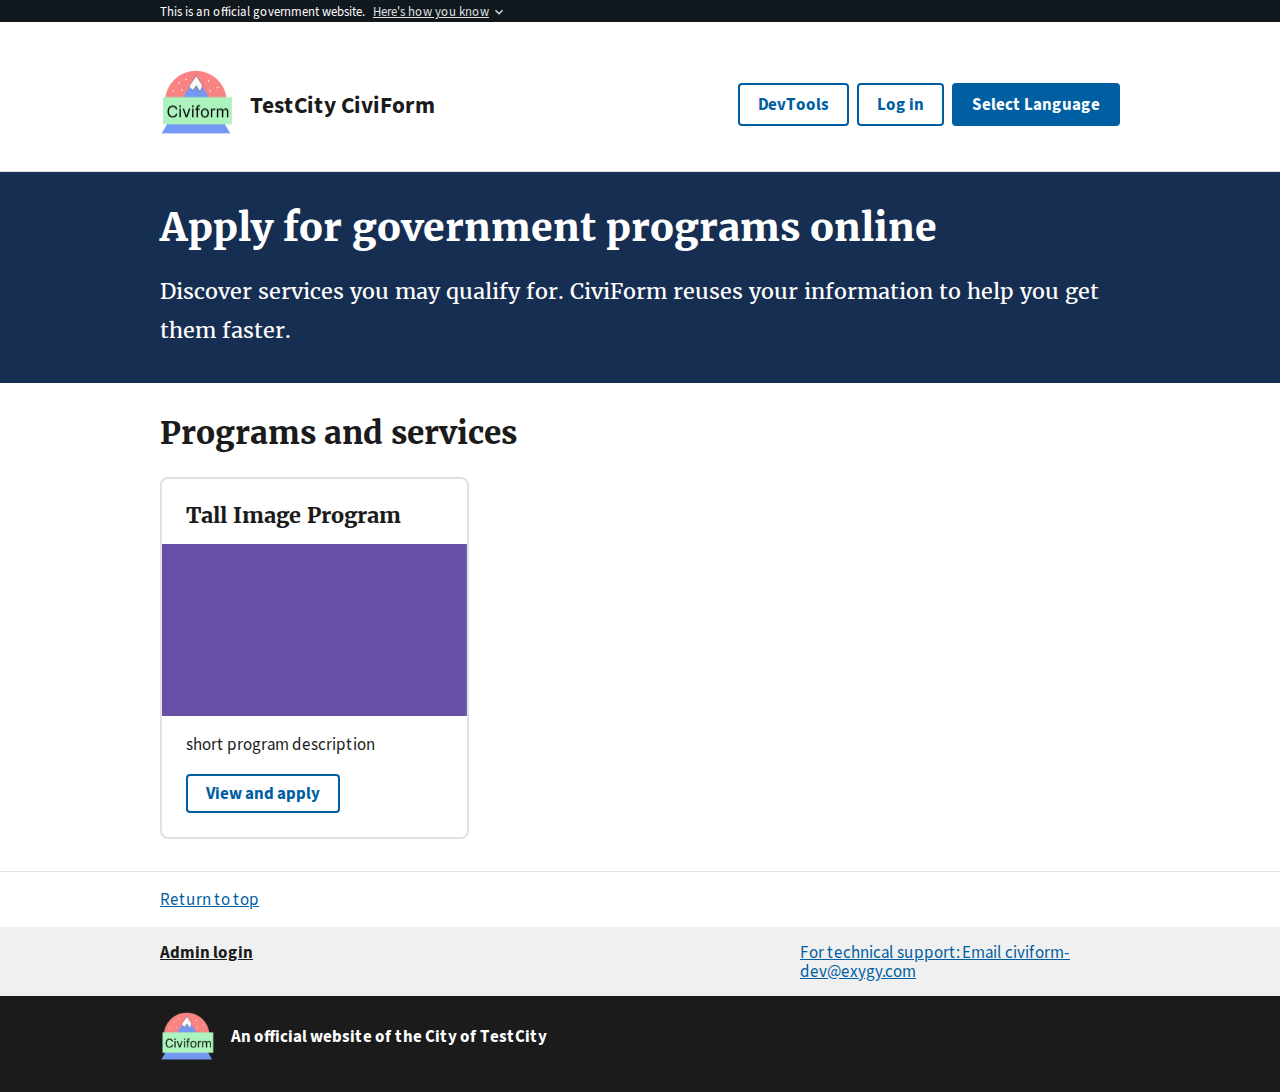 This is an official government website. Here's how you know
Civiform
TestCity CiviForm
DevTools
Log in
Select Language
Apply for government programs online
Discover services you may qualify for. CiviForm reuses your information to help you get
them faster.
Programs and services
Tall Image Program
short program description
View and apply
Return to top
Admin login
For technical support: Email civiform-
dev@exygy.com
Civiform
An official website of the City of TestCity